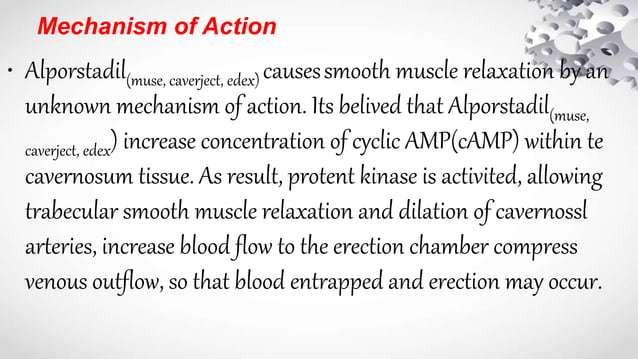 Mechanism of Action
• Alporstadil(muse, caverject, edex) causes smooth muscle relaxation by an
unknown mechanism of action. Its belived that Alporstadil(muse,
caverject, edex) increase concentration of cyclic AMP(cAMP) within te
cavernosum tissue. As result, protent kinase is activited, allowing
trabecular smooth muscle relaxation and dilation of cavernossl
arteries, increase blood flow to the erection chamber compress
venous outflow, so that blood entrapped and erection may occur.